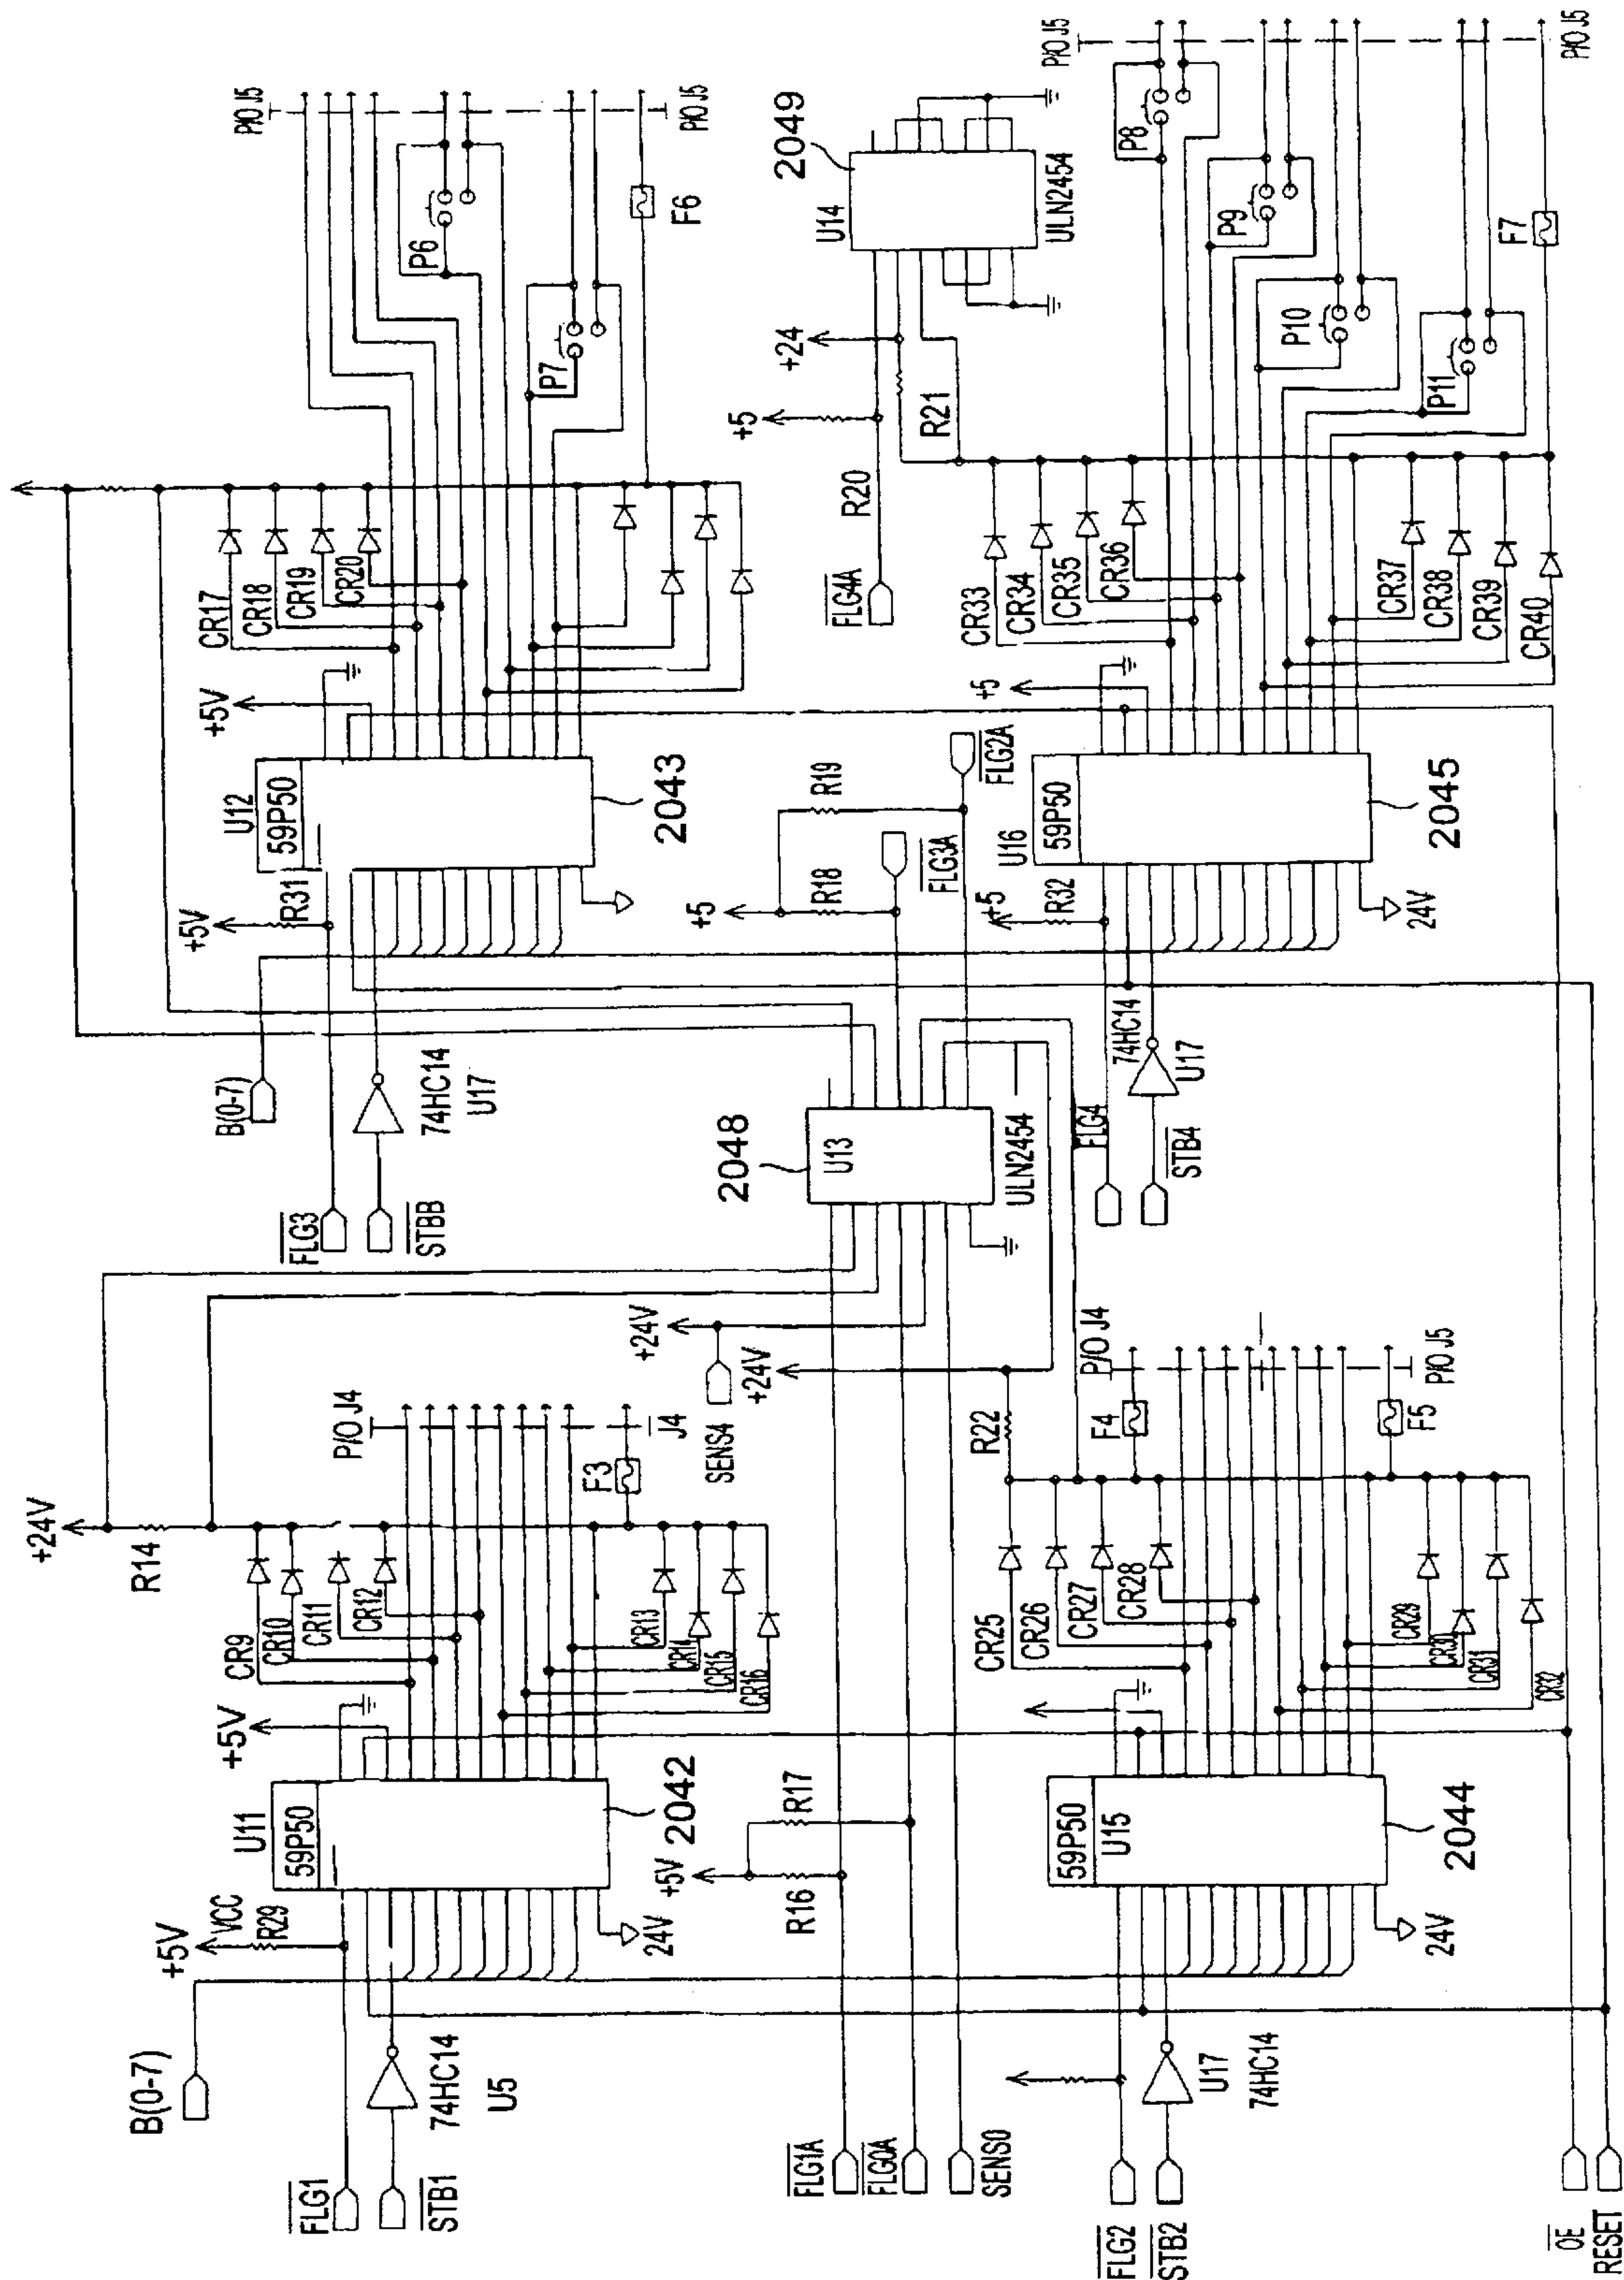 B(0-7)
+5V
VCC
R29
FLG1
STB1
74HC14
U5
U11
59P50
2042
24V
+5V
+24V
R14
CR9
CR10
CR11
CR12
CR13
CR14
CR15
CR16
P/O J4
J4
F3
FLG1A
FLG0A
SENS0
+5V
R16
R17
+24V
SENS4
+24V
2048
U13
ULN2454
FLG2
STB2
U17
74HC14
59P50
U15
2044
24V
CR25
CR26
CR27
CR28
CR29
CR30
CR31
CR32
R22
P/O J4
F4
F5
P/O J5
OE
RESET
B(0-7)
+5V
R31
FLG3
STBB
74HC14
U17
U12
59P50
2043
+5V
CR17
CR18
CR19
CR20
P/O J5
P6
P7
F6
P/O J5
+5
R18
R19
FLG3A
FLG2A
FLG4A
R20
+5
+24
R21
U14
2049
ULN2454
+5
R32
FLG4
STB4
74HC14
U17
U16
59P50
2045
24V
+5
CR33
CR34
CR35
CR36
CR37
CR38
CR39
CR40
P/O J5
P8
P9
P10
P11
F7
P/O J5